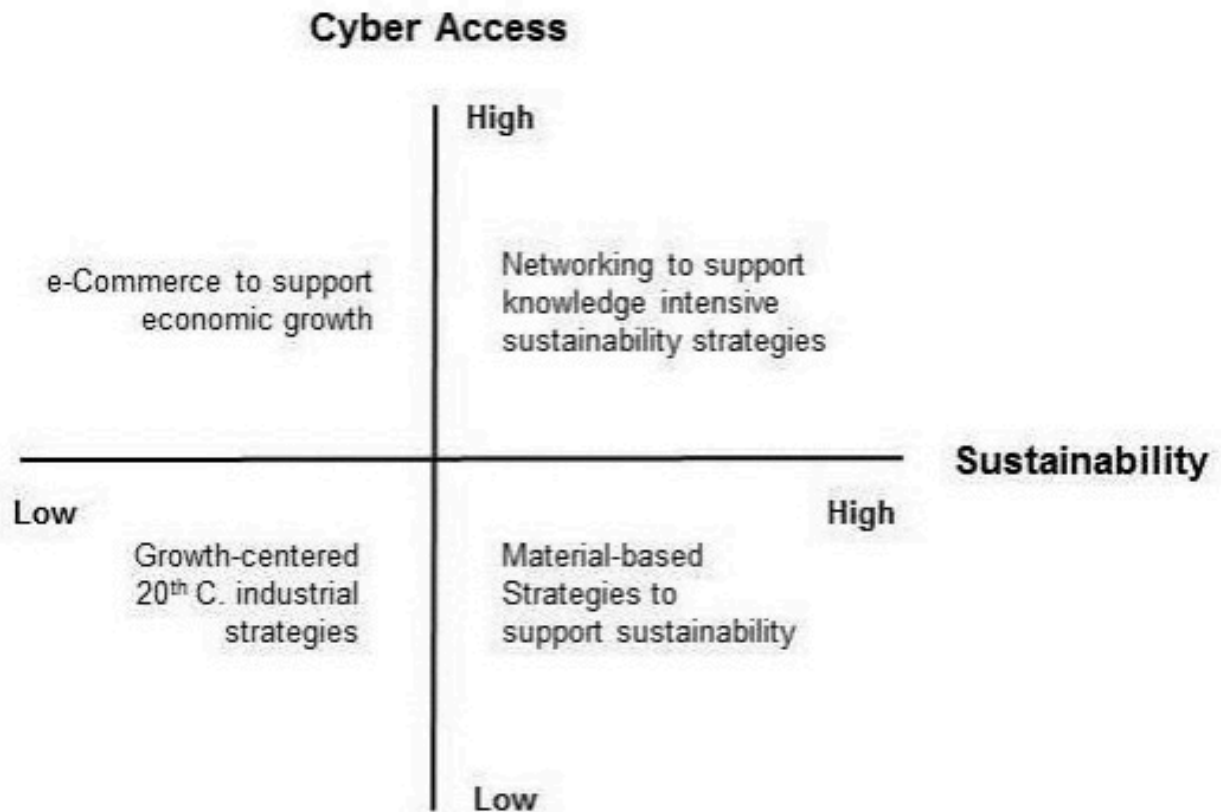 Cyber Access
High
e-Commerce to support
economic growth
Networking to support
knowledge intensive
sustainability strategies
Sustainability
Low
High
Growth-centered
20th C. industrial
strategies
Material-based
Strategies to
support sustainability
Low